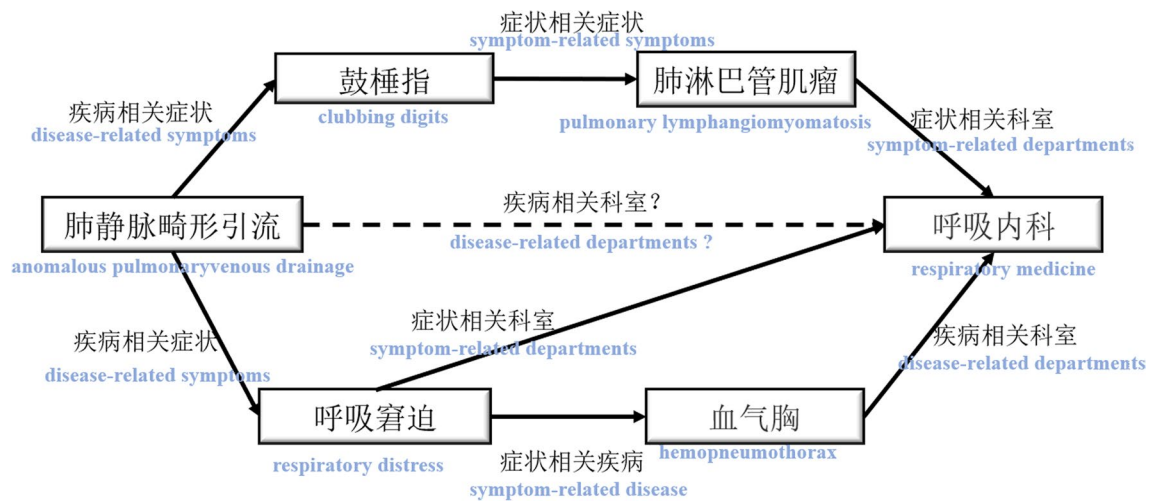 症状相关症状
symptom-related symptoms
鼓棰指
clubbing digits
肺淋巴管肌瘤
pulmonary lymphangiomyomatosis
疾病相关症状
disease-related symptoms
症状相关科室
symptom-related departments
肺静脉畸形引流
anomalous pulmonaryvenous drainage
疾病相关科室？
disease-related departments ?
呼吸内科
respiratory medicine
疾病相关症状
disease-related symptoms
症状相关科室
symptom-related departments
疾病相关科室
disease-related departments
呼吸窘迫
respiratory distress
症状相关疾病
symptom-related disease
血气胸
hemopneumothorax